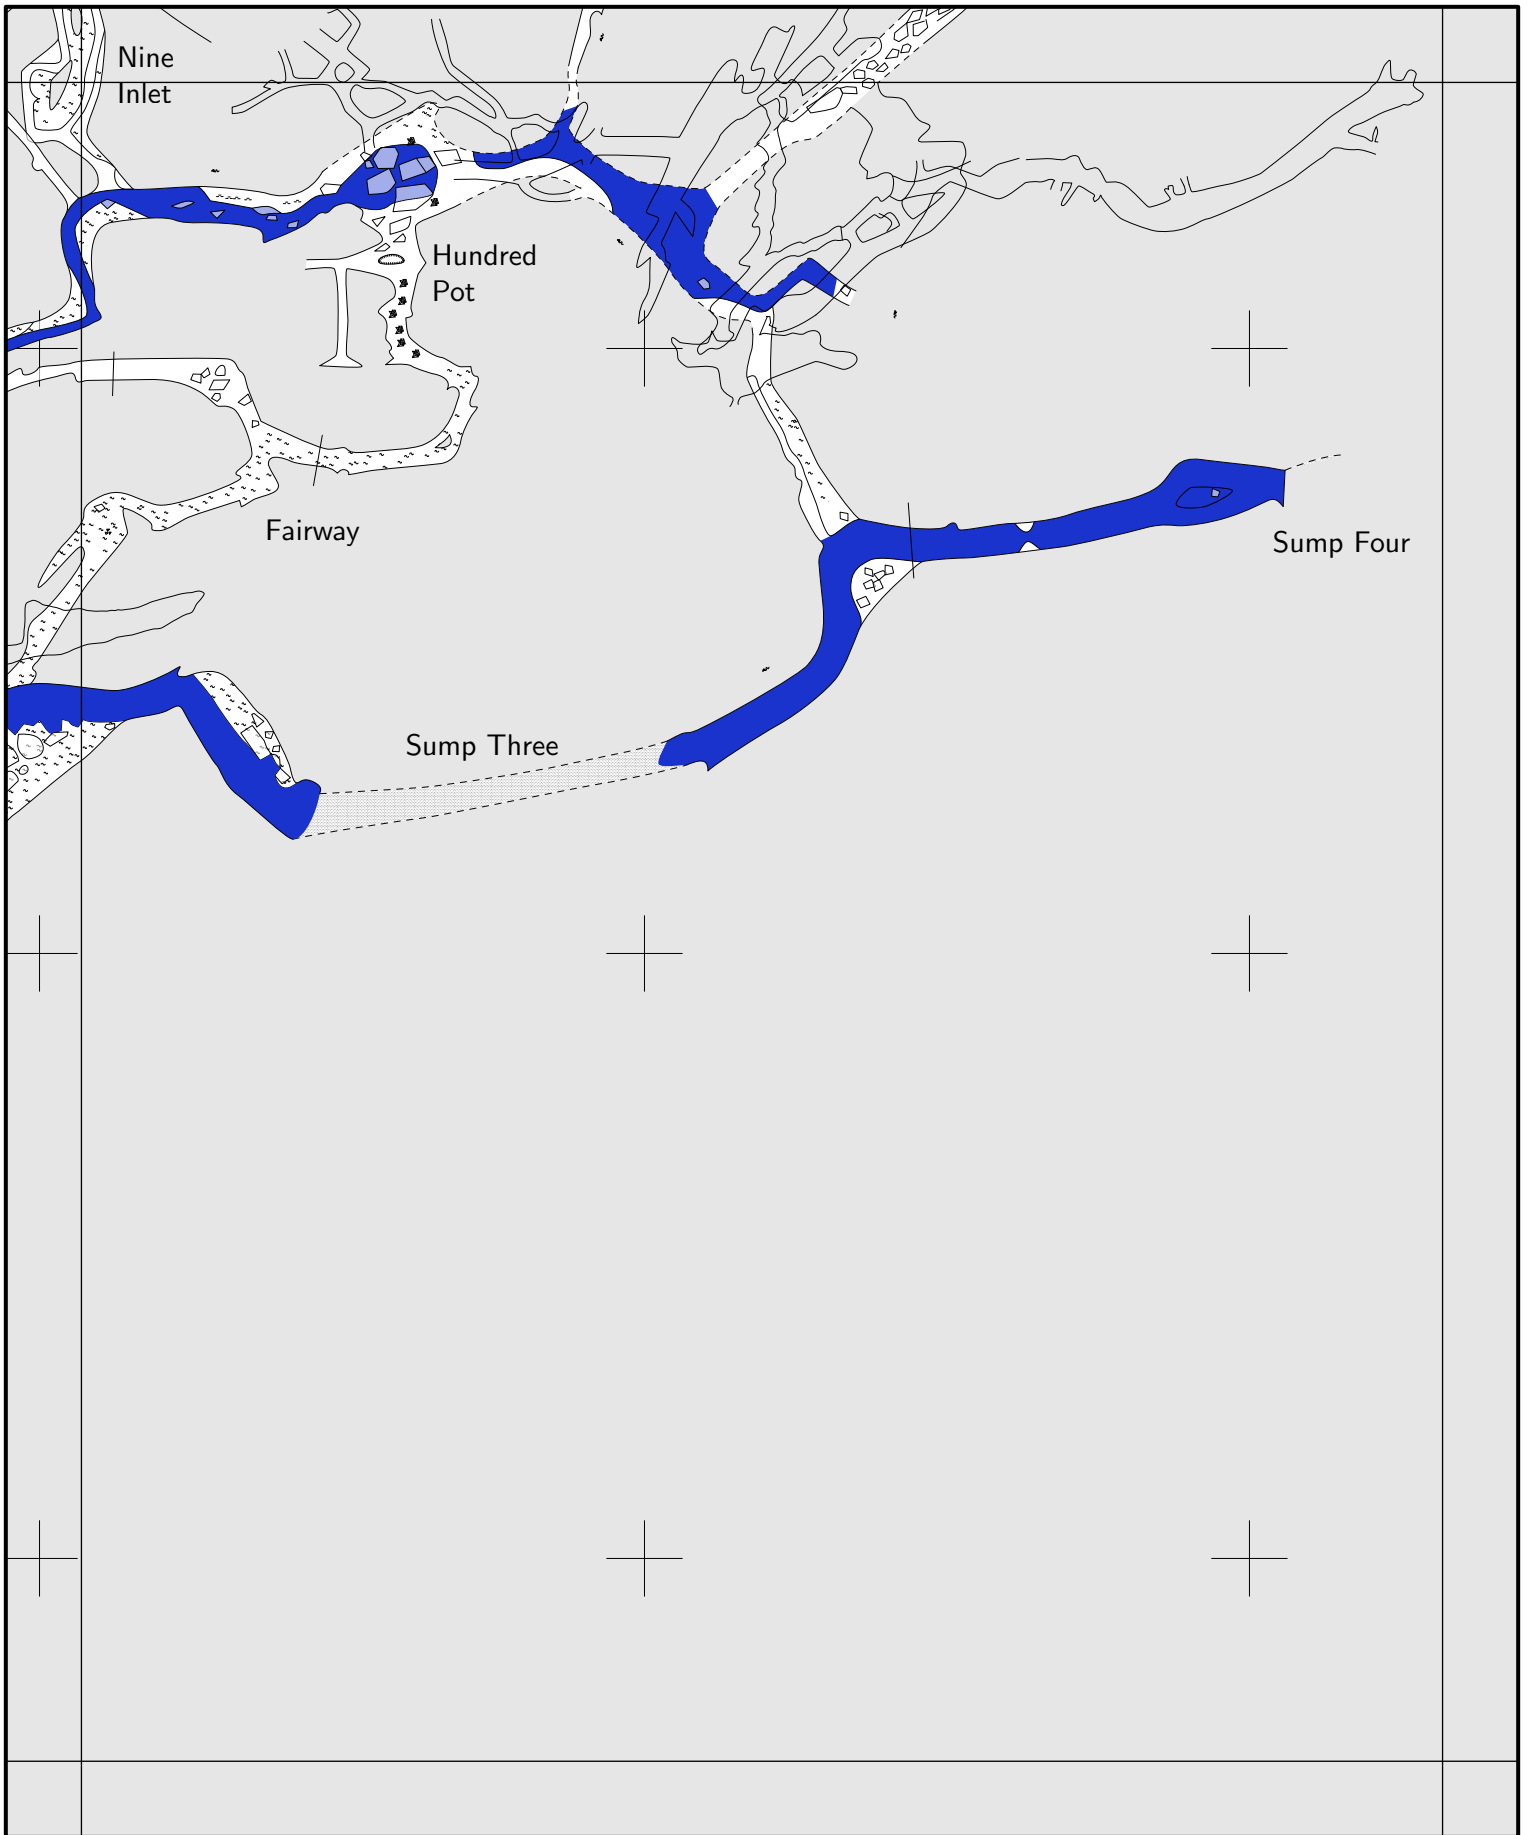 Nine
Inlet
Hundred
Pot
Fairway
Sump Four
Sump Three